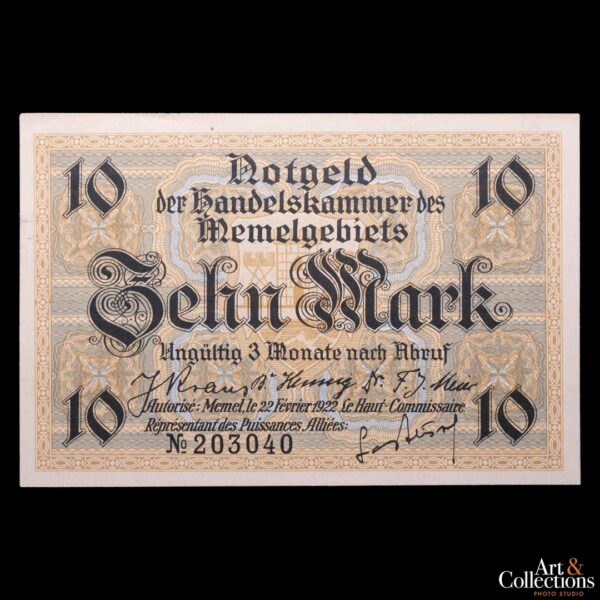 10 10
Notgeld
der Handelskammer des
Memelgebiets
Zehn Mark
Ungültig 3 Monate nach Abruf
Autorisé: Memel, le 22 Février 1922 Le Haut-Commissaire
Réprésentant des Puissances Alliées:
10 10
№ 203040
Art &
Collections
PHOTO STUDIO